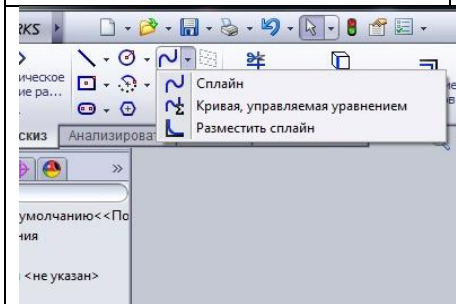 RKS
Сплайн
ическое
ие ра...
Кривая, управляемая уравнением
Разместить сплайн
скиз
Анализироват
»
умолчанию<<По
ния
<не указан>